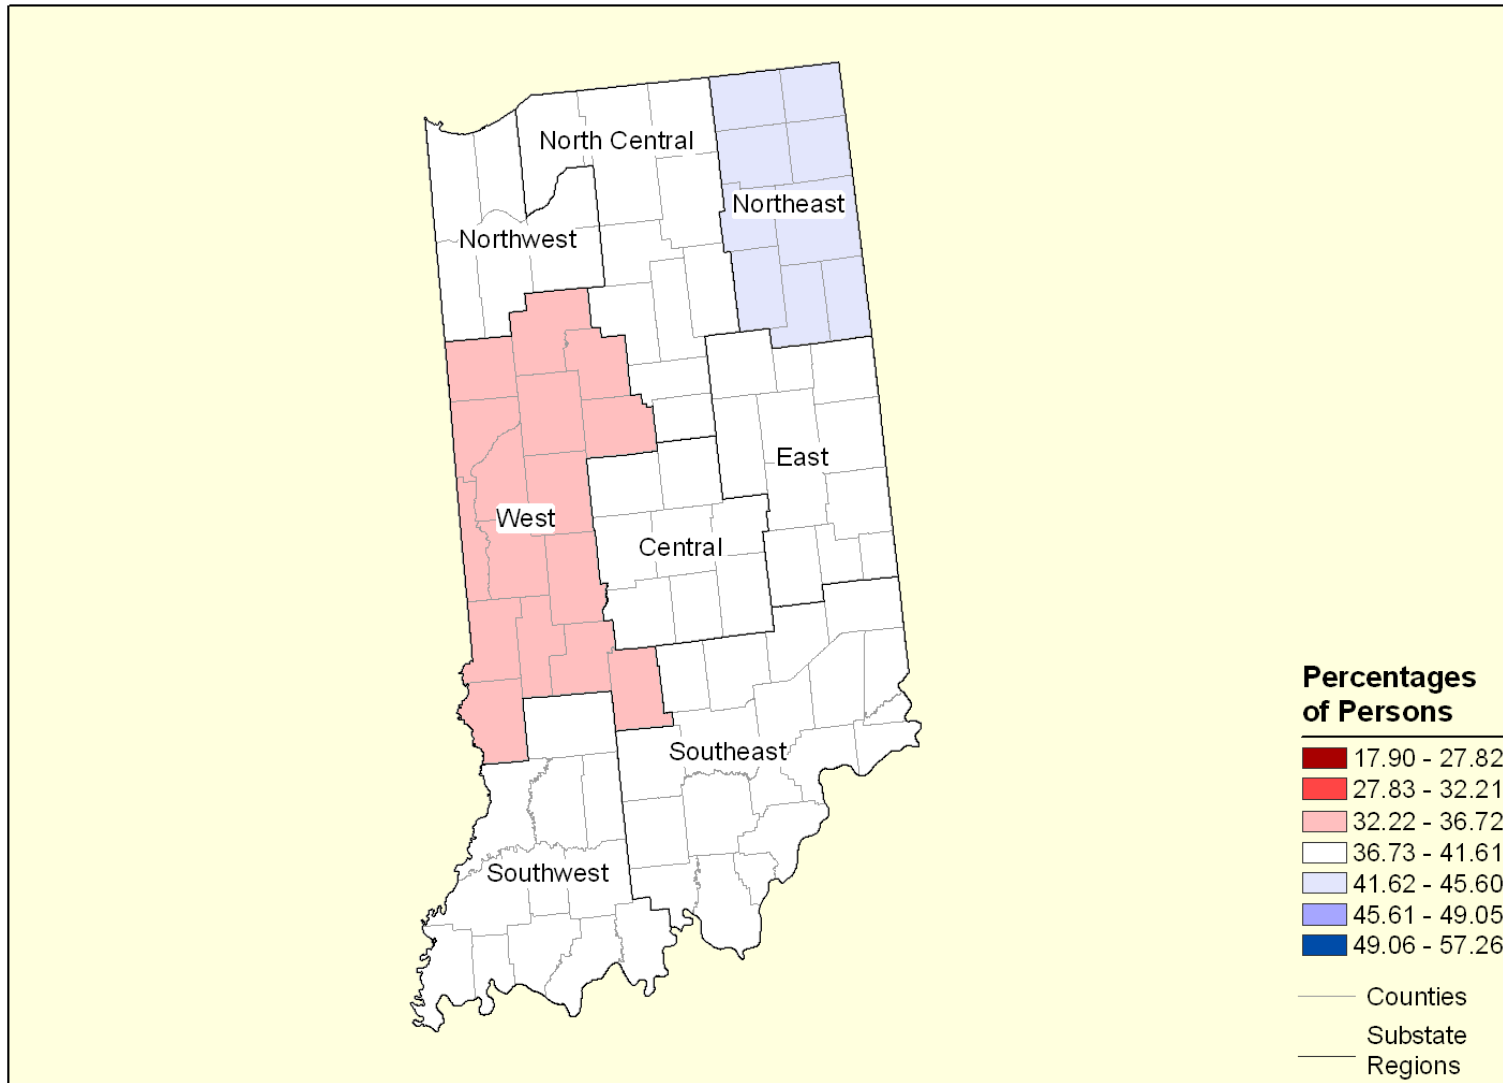 North Central
Northeast
Northwest
East
West
Central
Southeast
Southwest
Percentages
of Persons
17.90 - 27.82
27.83 - 32.21
32.22 - 36.72
36.73 - 41.61
41.62 - 45.60
45.61 - 49.05
49.06 - 57.26
Counties
Substate
Regions